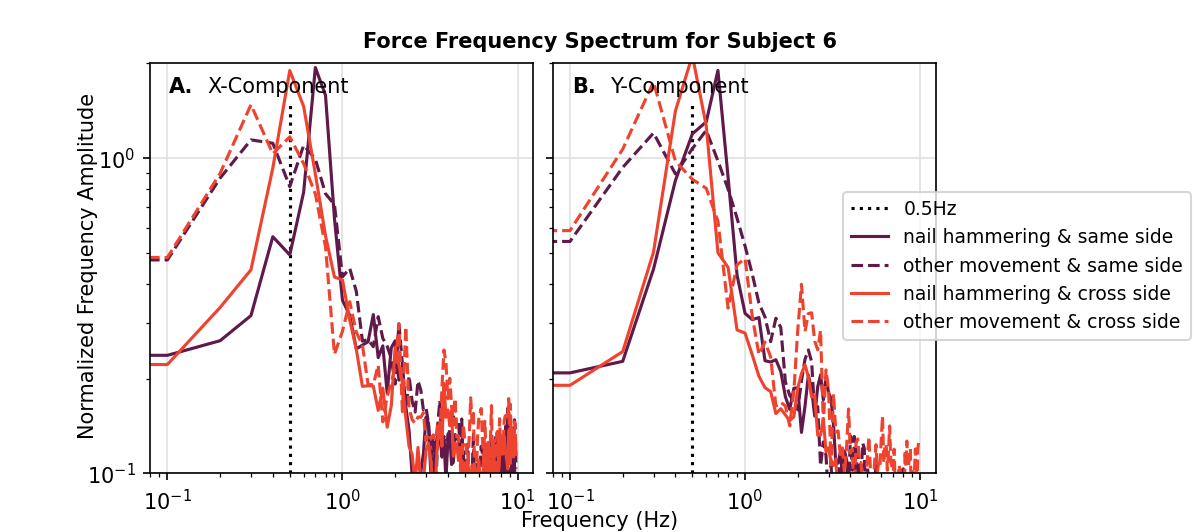 Force Frequency Spectrum for Subject 6
A. X-Component
B. Y-Component
Normalized Frequency Amplitude
10⁰
10⁻¹
0.5Hz
nail hammering & same side
other movement & same side
nail hammering & cross side
other movement & cross side
10⁻¹ 10⁰ 10¹ 10⁻¹ 10⁰ 10¹
Frequency (Hz)